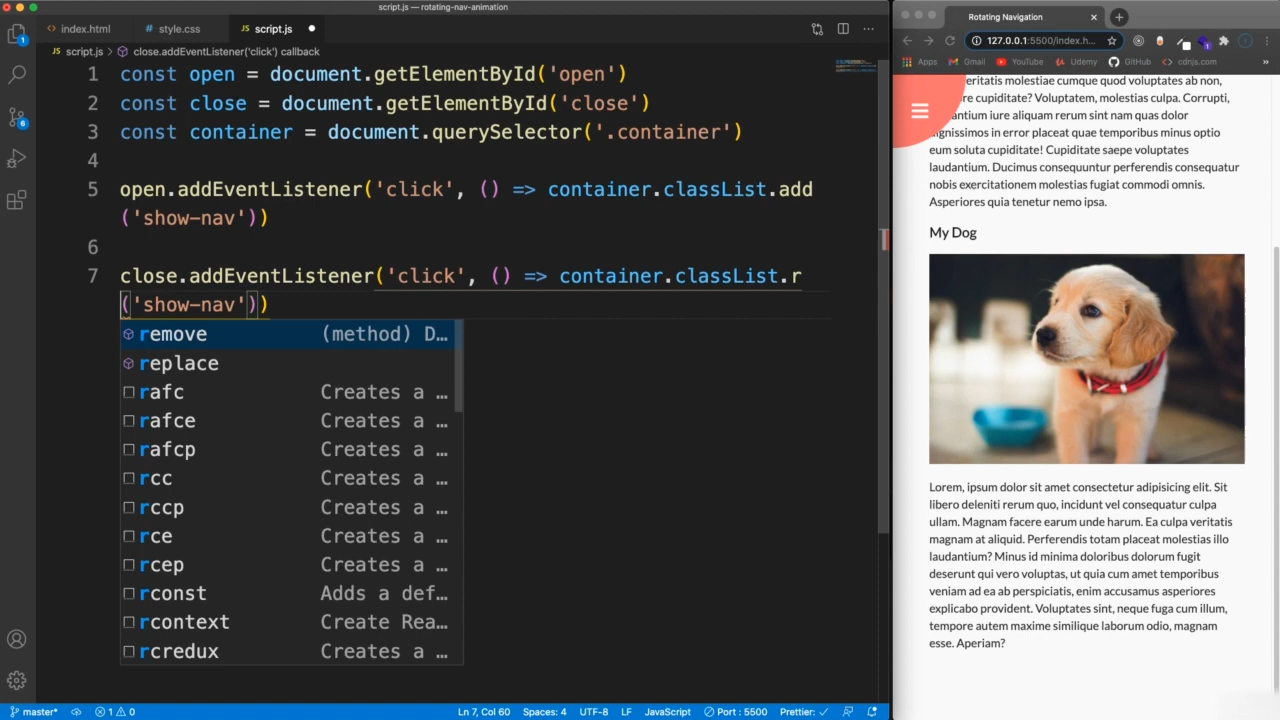 script.js — rotating-nav-animation
index.html
style.css
JS script.js
JS script.js > close.addEventListener('click') callback
1 const open = document.getElementById('open')
2 const close = document.getElementById('close')
3 const container = document.querySelector('.container')
4
5 open.addEventListener('click', () => container.classList.add
('show-nav'))
6
7 close.addEventListener('click', () => container.classList.r
('show-nav'))
remove (method) D…
replace
rafc Creates a …
rafce Creates a …
rafcp Creates a …
rcc Creates a …
rccp Creates a …
rce Creates a …
rcep Creates a …
rconst Adds a def…
rcontext Create Rea…
rcredux Creates a …
1
6
master* 1 0 Ln 7, Col 60 Spaces: 4 UTF-8 LF JavaScript Port : 5500 Prettier: ✓
Rotating Navigation
127.0.0.1:5500/index.h...
Apps Gmail YouTube Udemy GitHub cdnjs.com »
eritatis molestiae cumque quod voluptates ab non,
re cupiditate? Voluptatem, molestias culpa. Corrupti,
antium iure aliquam rerum sint nam quas dolor
dignissimos in error placeat quae temporibus minus optio
eum soluta cupiditate! Cupiditate saepe voluptates
laudantium. Ducimus consequuntur perferendis consequatur
nobis exercitationem molestias fugiat commodi omnis.
Asperiores quia tenetur nemo ipsa.
My Dog
Lorem, ipsum dolor sit amet consectetur adipisicing elit. Sit
libero deleniti rerum quo, incidunt vel consequatur culpa
ullam. Magnam facere earum unde harum. Ea culpa veritatis
magnam at aliquid. Perferendis totam placeat molestias illo
laudantium? Minus id minima doloribus dolorum fugit
deserunt qui vero voluptas, ut quia cum amet temporibus
veniam ad ea ab perspiciatis, enim accusamus asperiores
explicabo provident. Voluptates sint, neque fuga cum illum,
tempore autem maxime similique laborum odio, magnam
esse. Aperiam?